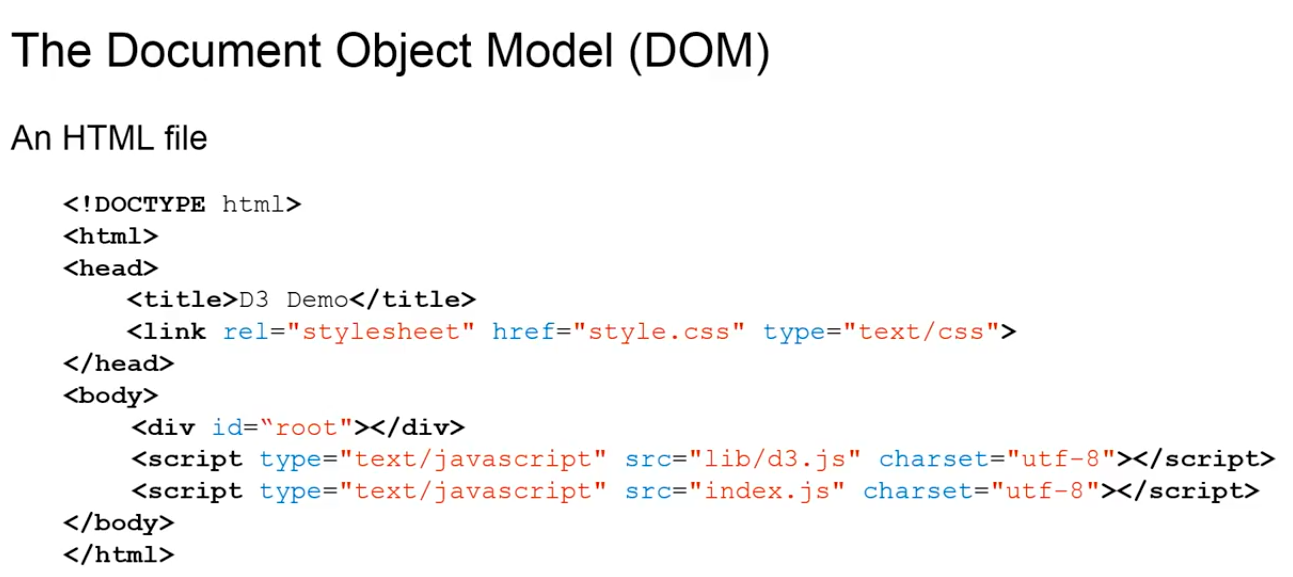 The Document Object Model (DOM)
An HTML file
<!DOCTYPE html>
<html>
<head>
<title>D3 Demo</title>
<link rel="stylesheet" href="style.css" type="text/css">
</head>
<body>
<div id=“root"></div>
<script type="text/javascript" src="lib/d3.js" charset="utf-8"></script>
<script type="text/javascript" src="index.js" charset="utf-8"></script>
</body>
</html>